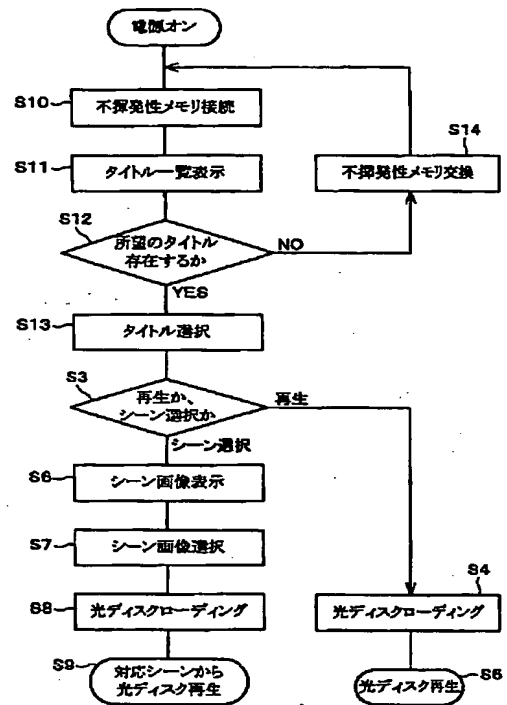 電源オン
S10
不揮発性メモリ接続
S11
タイトル一覧表示
S14
不揮発性メモリ交換
S12
所望のタイトル
存在するか
NO
YES
S13
タイトル選択
S3
再生か、
シーン選択か
再生
シーン選択
S6
シーン画像表示
S7
シーン画像選択
S8
光ディスクローディング
S4
光ディスクローディング
S9
対応シーンから
光ディスク再生
S5
光ディスク再生